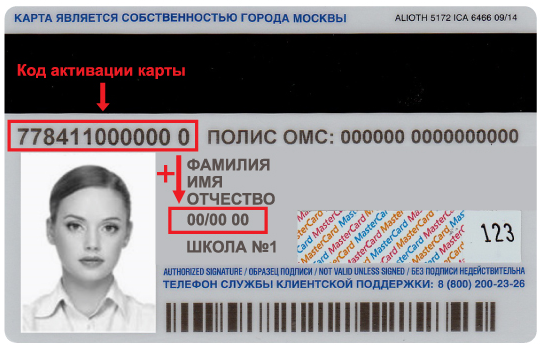 КАРТА ЯВЛЯЕТСЯ СОБСТВЕННОСТЬЮ ГОРОДА МОСКВЫ ALIOTH 5172 ICA 6466 09/14
Код активации карты
778411000000 0 ПОЛИС ОМС: 000000 0000000000
+ ФАМИЛИЯ
ИМЯ
ОТЧЕСТВО
00/00 00
ШКОЛА №1
MasterCard MasterCard MasterCard
123
AUTHORIZED SIGNATURE / ОБРАЗЕЦ ПОДПИСИ / NOT VALID UNLESS SIGNED / БЕЗ ПОДПИСИ НЕДЕЙСТВИТЕЛЬНА
ТЕЛЕФОН СЛУЖБЫ КЛИЕНТСКОЙ ПОДДЕРЖКИ: 8 (800) 200-23-26